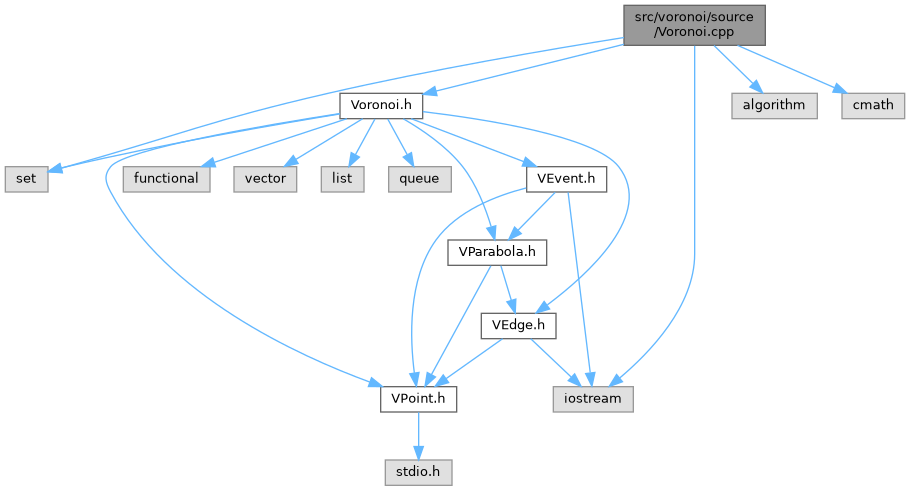 src/voronoi/source
/Voronoi.cpp
Voronoi.h
algorithm
cmath
set
functional
vector
list
queue
VEvent.h
VParabola.h
VEdge.h
VPoint.h
iostream
stdio.h